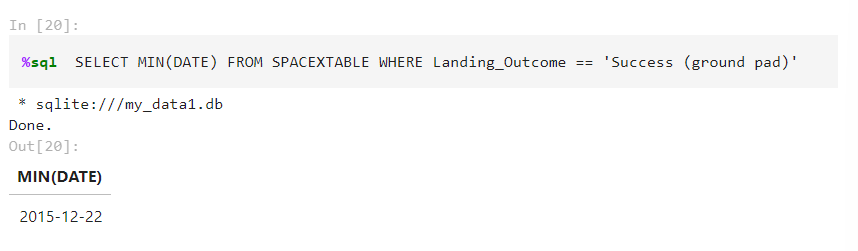 In [20]:
%sql  SELECT MIN(DATE) FROM SPACEXTABLE WHERE Landing_Outcome == 'Success (ground pad)'
* sqlite:///my_data1.db
Done.
Out[20]:
MIN(DATE)
2015-12-22